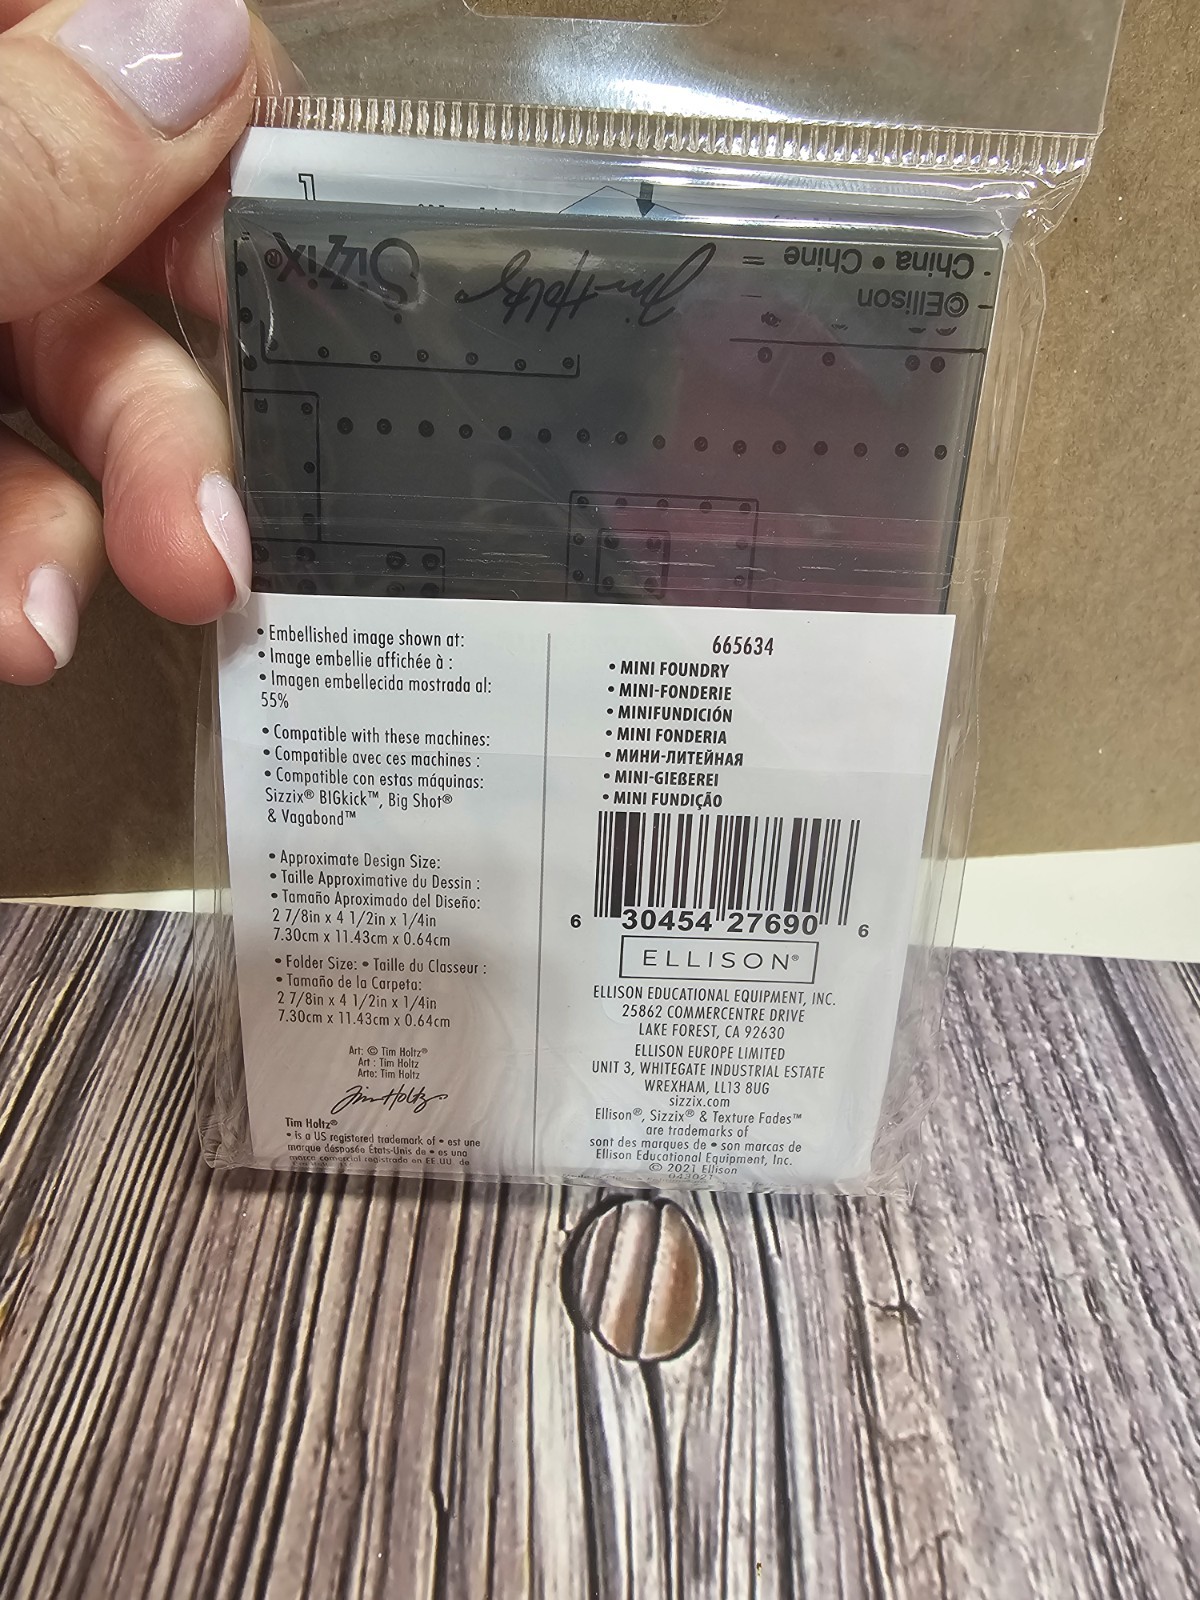 1
Sizzix®
Tim Holtz®
China • Chine
©Ellison
• Embellished image shown at:
• Image embellie affichée à :
• Imagen embellecida mostrada al:
55%
• Compatible with these machines:
• Compatible avec ces machines :
• Compatible con estas máquinas:
Sizzix® BIGkick™, Big Shot®
& Vagabond™
• Approximate Design Size:
• Taille Approximative du Dessin :
• Tamaño Aproximado del Diseño:
2 7/8in x 4 1/2in x 1/4in
7.30cm x 11.43cm x 0.64cm
• Folder Size: • Taille du Classeur :
• Tamaño de la Carpeta:
2 7/8in x 4 1/2in x 1/4in
7.30cm x 11.43cm x 0.64cm
Art: © Tim Holtz®
Art : Tim Holtz
Arte: Tim Holtz
Tim Holtz
Tim Holtz®
• is a US registered trademark of • est une
marque déposée États-Unis de • es una
marca comercial registrada en EE.UU. de
665634
• MINI FOUNDRY
• MINI-FONDERIE
• MINIFUNDICIÓN
• MINI FONDERIA
• МИНИ-ЛИТЕЙНАЯ
• MINI-GIEßEREI
• MINI FUNDIÇÃO
6 30454 27690 6
ELLISON®
ELLISON EDUCATIONAL EQUIPMENT, INC.
25862 COMMERCENTRE DRIVE
LAKE FOREST, CA 92630
ELLISON EUROPE LIMITED
UNIT 3, WHITEGATE INDUSTRIAL ESTATE
WREXHAM, LL13 8UG
sizzix.com
Ellison®, Sizzix® & Texture Fades™
are trademarks of
sont des marques de • son marcas de
Ellison Educational Equipment, Inc.
© 2021 Ellison
043021